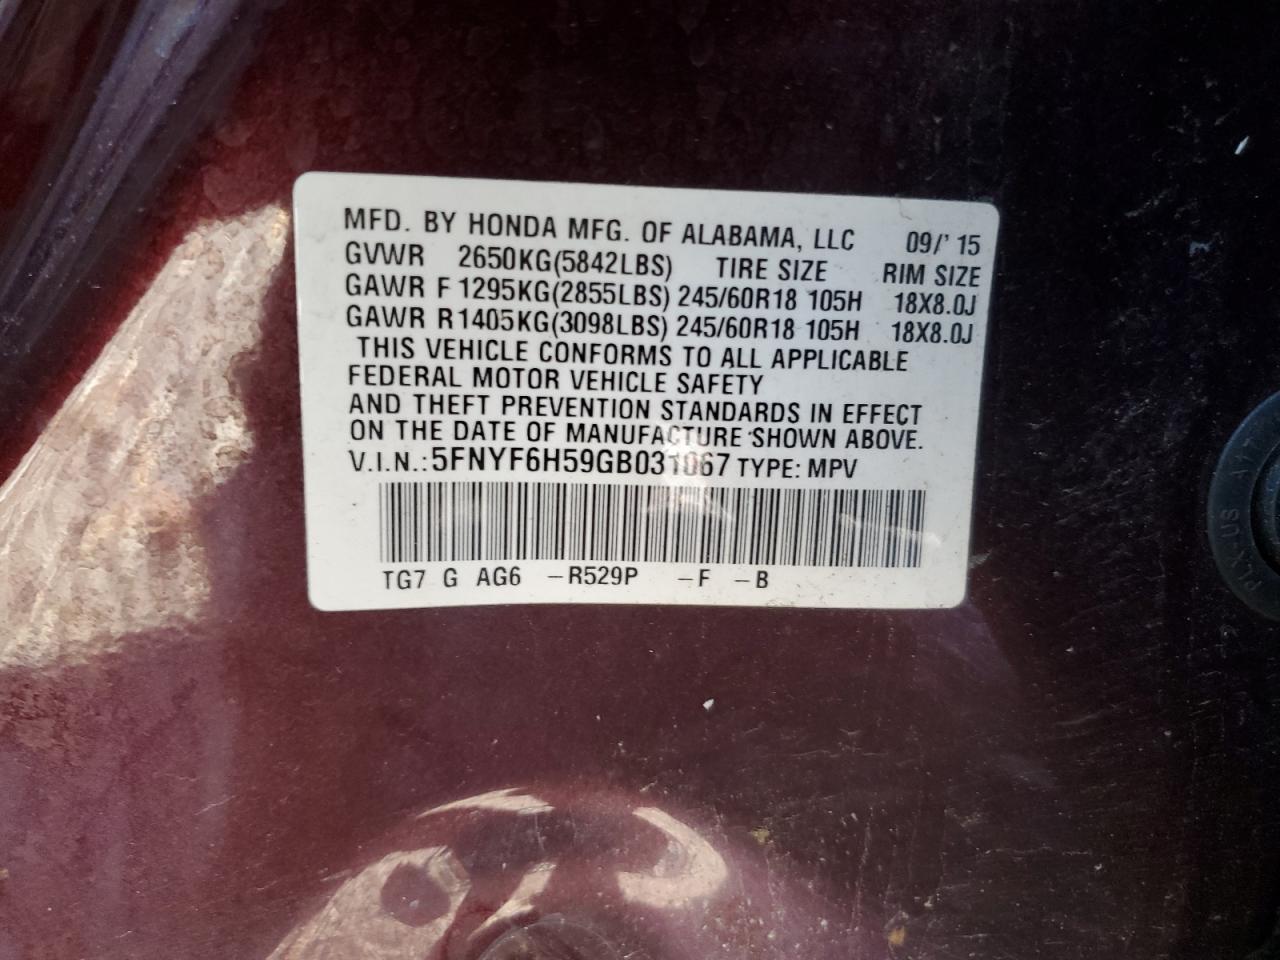 MFD. BY HONDA MFG. OF ALABAMA, LLC 09/' 15
GVWR 2650KG(5842LBS) TIRE SIZE RIM SIZE
GAWR F 1295KG(2855LBS) 245/60R18 105H 18X8.0J
GAWR R1405KG(3098LBS) 245/60R18 105H 18X8.0J
THIS VEHICLE CONFORMS TO ALL APPLICABLE
FEDERAL MOTOR VEHICLE SAFETY
AND THEFT PREVENTION STANDARDS IN EFFECT
ON THE DATE OF MANUFACTURE SHOWN ABOVE.
V.I.N.:5FNYF6H59GB031067 TYPE: MPV
TG7 G AG6 -R529P -F -B